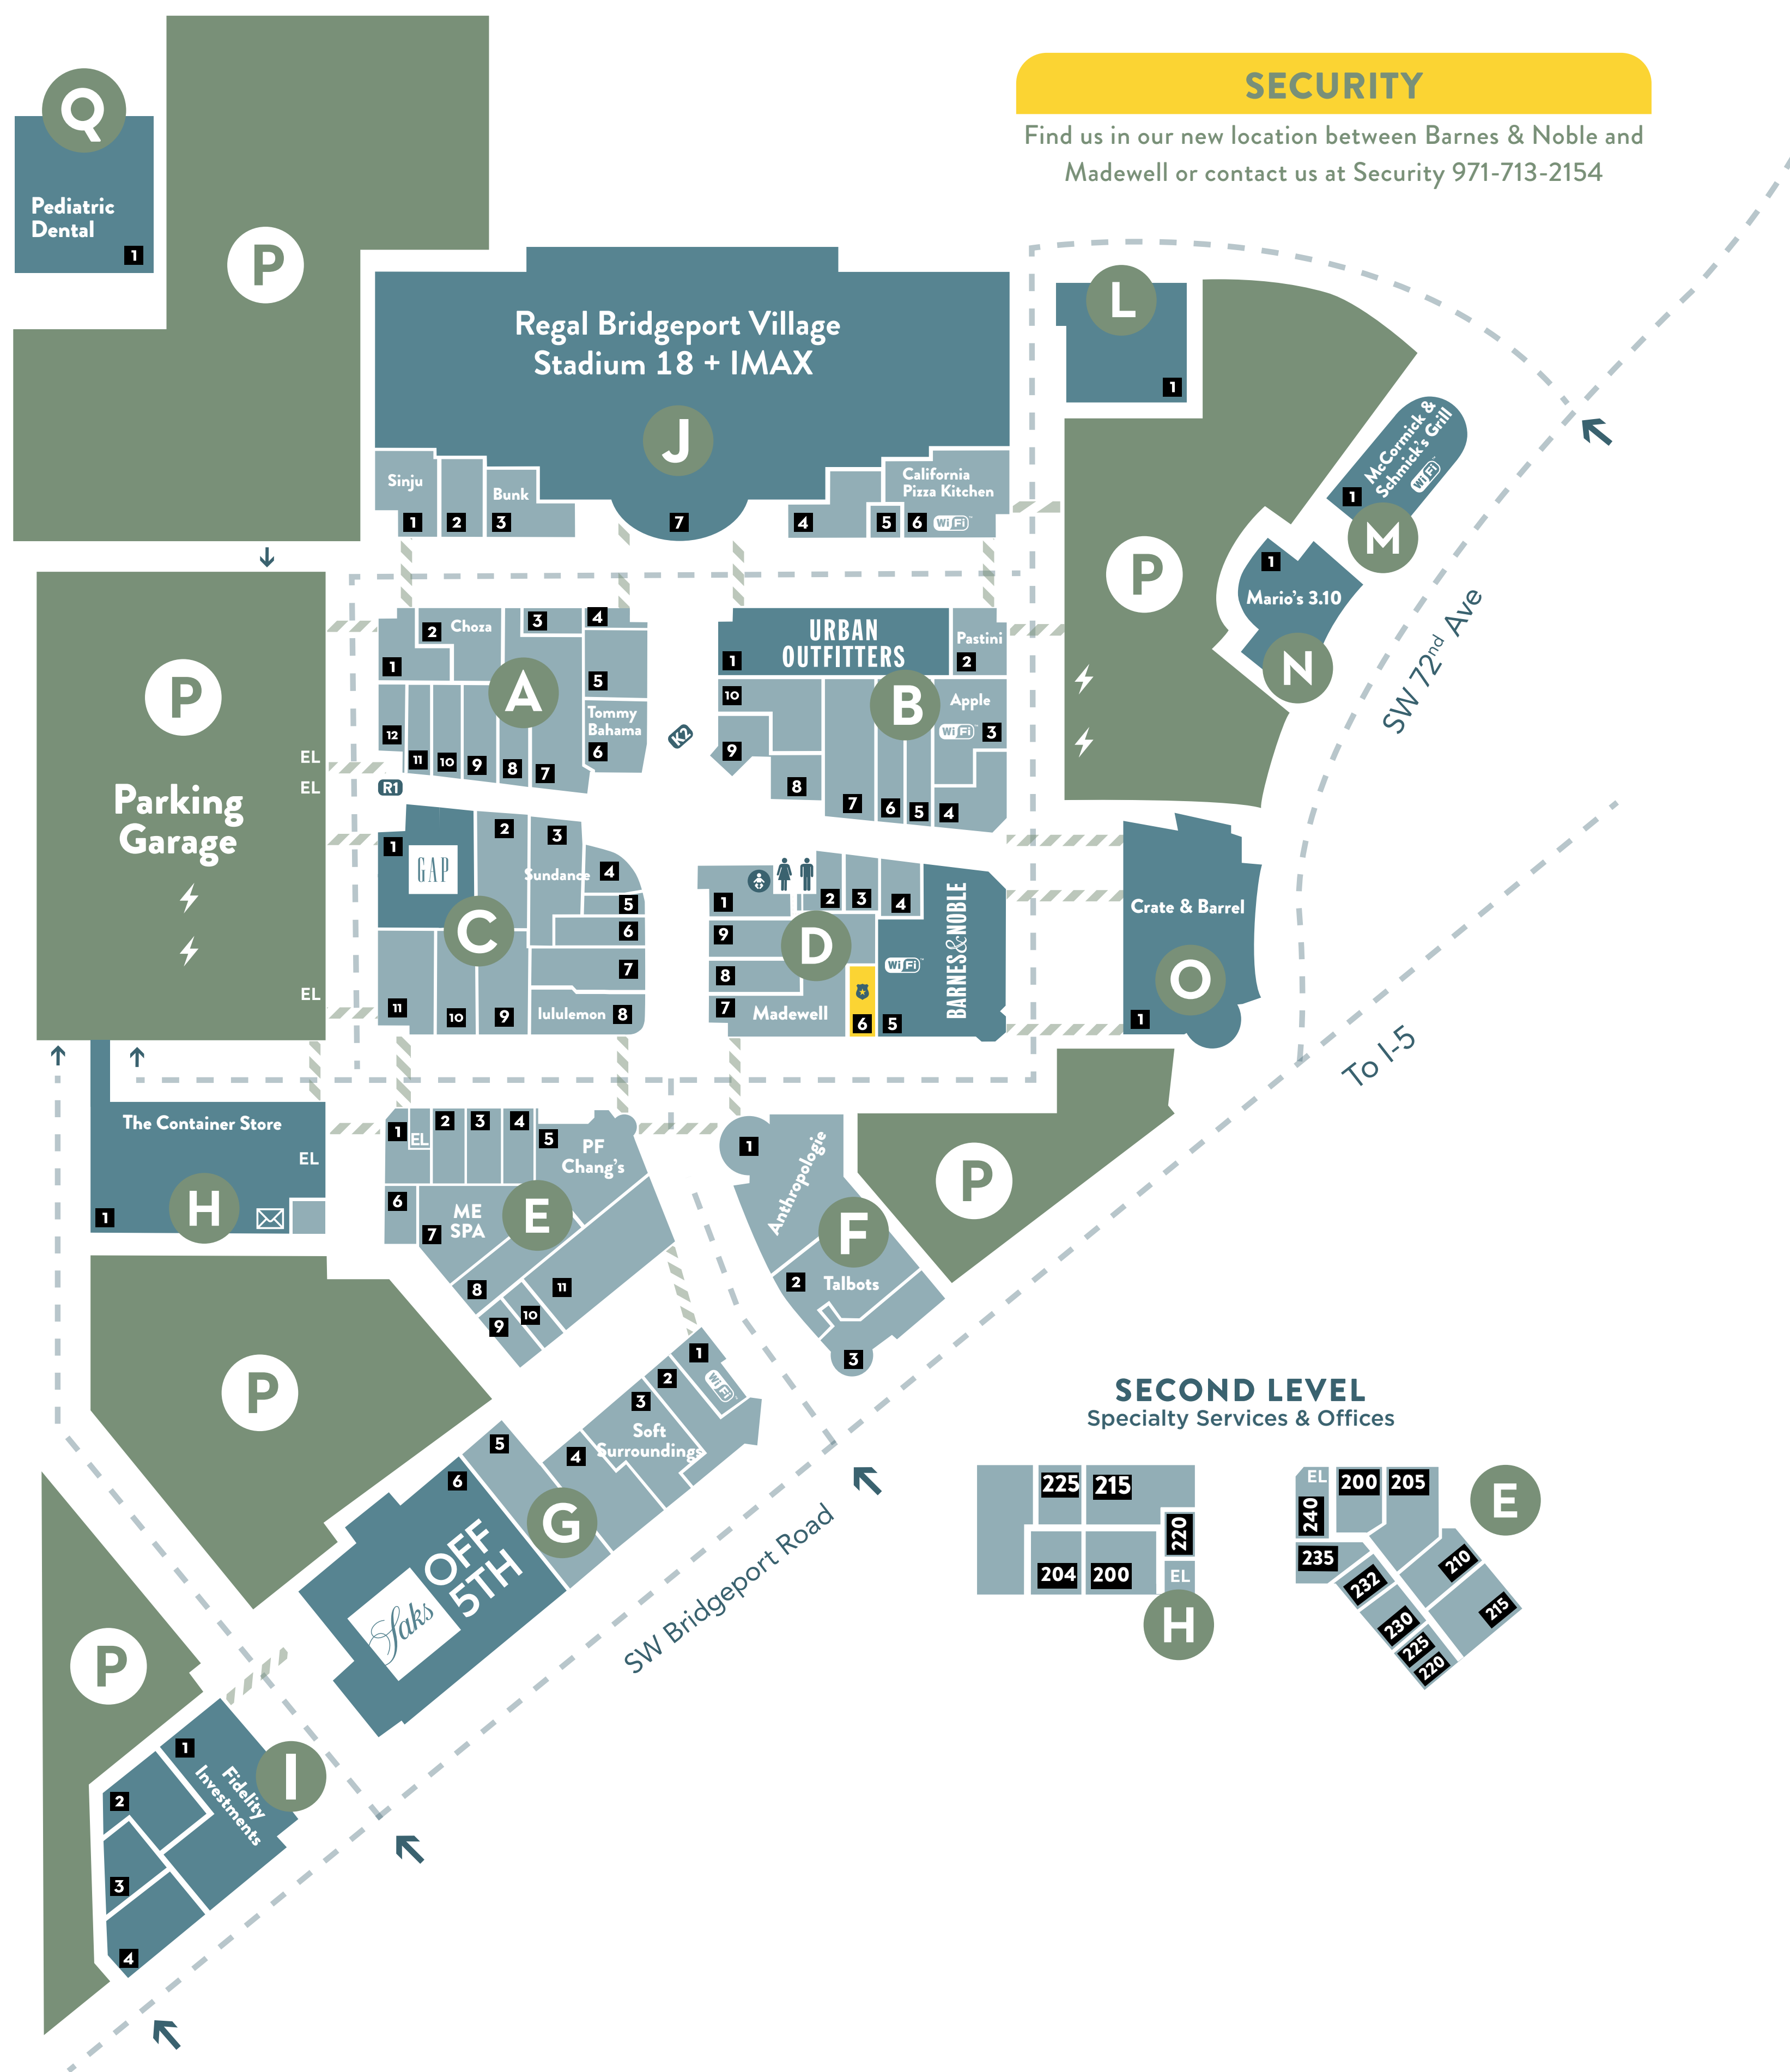 SECURITY
Find us in our new location between Barnes & Noble and
Madewell or contact us at Security 971-713-2154
Q
Pediatric
Dental
1
P
Regal Bridgeport Village
Stadium 18 + IMAX
J
Sinju
1
2
Bunk
3
7
4
5
California
Pizza Kitchen
6
WiFi
L
1
P
McCormick &
Schmick's Grill
WiFi
1
M
1
Mario's 3.10
N
SW 72nd Ave
P
Parking
Garage
EL
EL
EL
1
2
Choza
3
4
A
5
Tommy
Bahama
6
12
11
10
9
8
7
R1
K2
URBAN
OUTFITTERS
1
Pastini
2
10
B
Apple
WiFi
3
9
8
7
6
5
4
1
GAP
2
3
Sundance
4
5
6
C
7
11
10
9
lululemon
8
1
2
3
4
9
D
8
7
Madewell
6
5
WiFi
BARNES&NOBLE
Crate & Barrel
O
1
To I-5
The Container Store
EL
1
H
1
EL
2
3
4
5
PF
Chang's
6
7
ME
SPA
E
8
9
10
11
1
Anthropologie
F
2
Talbots
3
P
P
1
WiFi
2
3
Soft
Surroundings
4
5
6
G
OFF
5TH
Saks
SW Bridgeport Road
P
1
Fidelity
Investments
I
2
3
4
SECOND LEVEL
Specialty Services & Offices
225
215
220
204
200
EL
H
EL
200
205
E
240
235
232
210
230
215
225
220